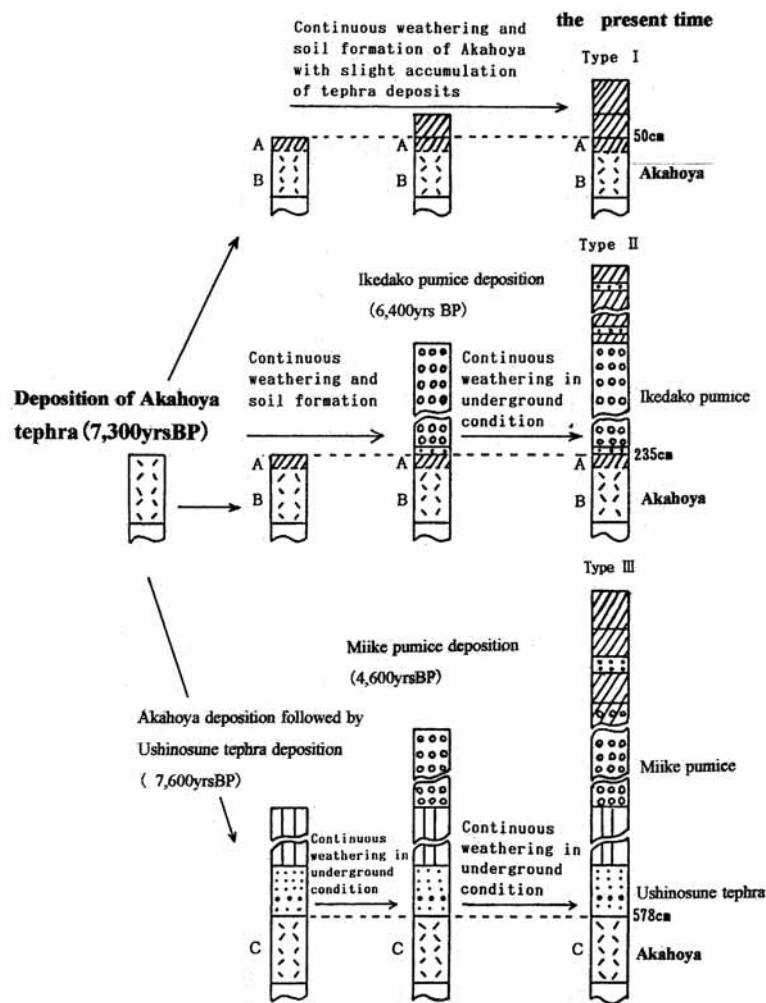 the present time
Continuous weathering and
soil formation of Akahoya
with slight accumulation
of tephra deposits
Type I
A
A
A
50cm
B
B
B
Akahoya
Type II
Ikedako pumice deposition
(6,400yrs BP)
Continuous
weathering and
soil formation
Continuous
weathering in
underground
condition
Ikedako pumice
Deposition of Akahoya
tephra (7,300yrsBP)
A
A
A
235cm
B
B
B
Akahoya
Type III
Miike pumice deposition
(4,600yrsBP)
Akahoya deposition followed by
Ushinosune tephra deposition
( 7,600yrsBP)
Miike pumice
Continuous
weathering in
underground
condition
Continuous
weathering in
underground
condition
Ushinosune tephra
578cm
C
C
C
Akahoya